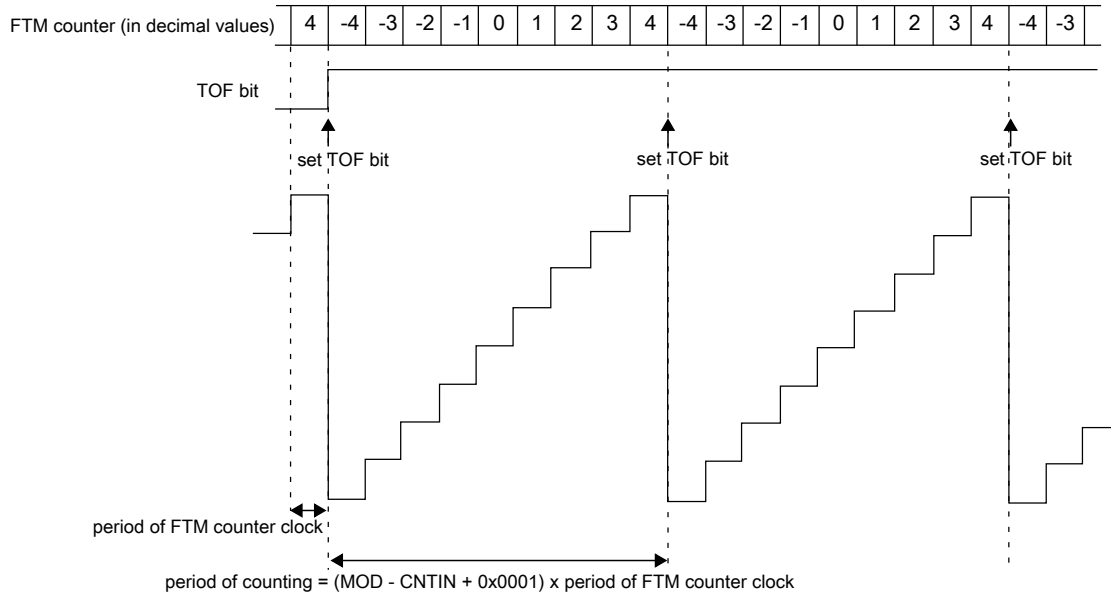 FTM counter (in decimal values) 4 -4 -3 -2 -1 0 1 2 3 4 -4 -3 -2 -1 0 1 2 3 4 -4 -3
TOF bit
set TOF bit set TOF bit set TOF bit
period of FTM counter clock
period of counting = (MOD - CNTIN + 0x0001) x period of FTM counter clock